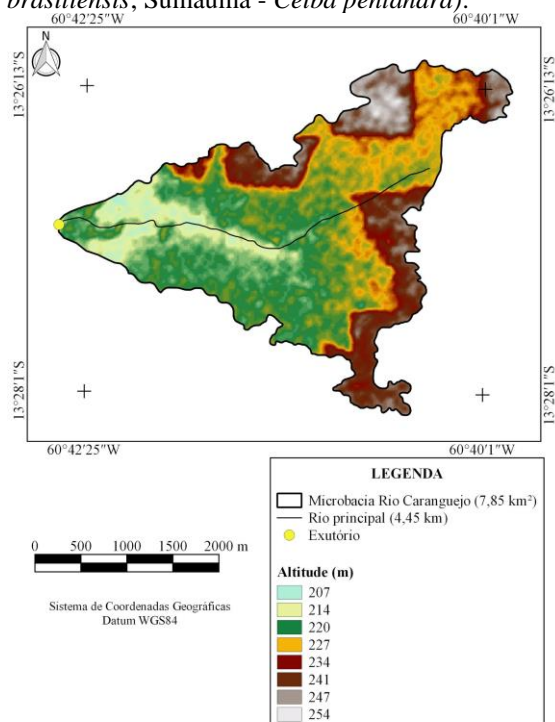 brasiliensis, Sumaúma - Ceiba pentandra).
60°42'25"W 60°40'1"W
N
13°26'13"S 13°26'13"S
13°28'1"S 13°28'1"S
60°42'25"W 60°40'1"W
LEGENDA
Microbacia Rio Caranguejo (7,85 km²)
Rio principal (4,45 km)
Exutório
0 500 1000 1500 2000 m
Sistema de Coordenadas Geográficas
Datum WGS84
Altitude (m)
207
214
220
227
234
241
247
254